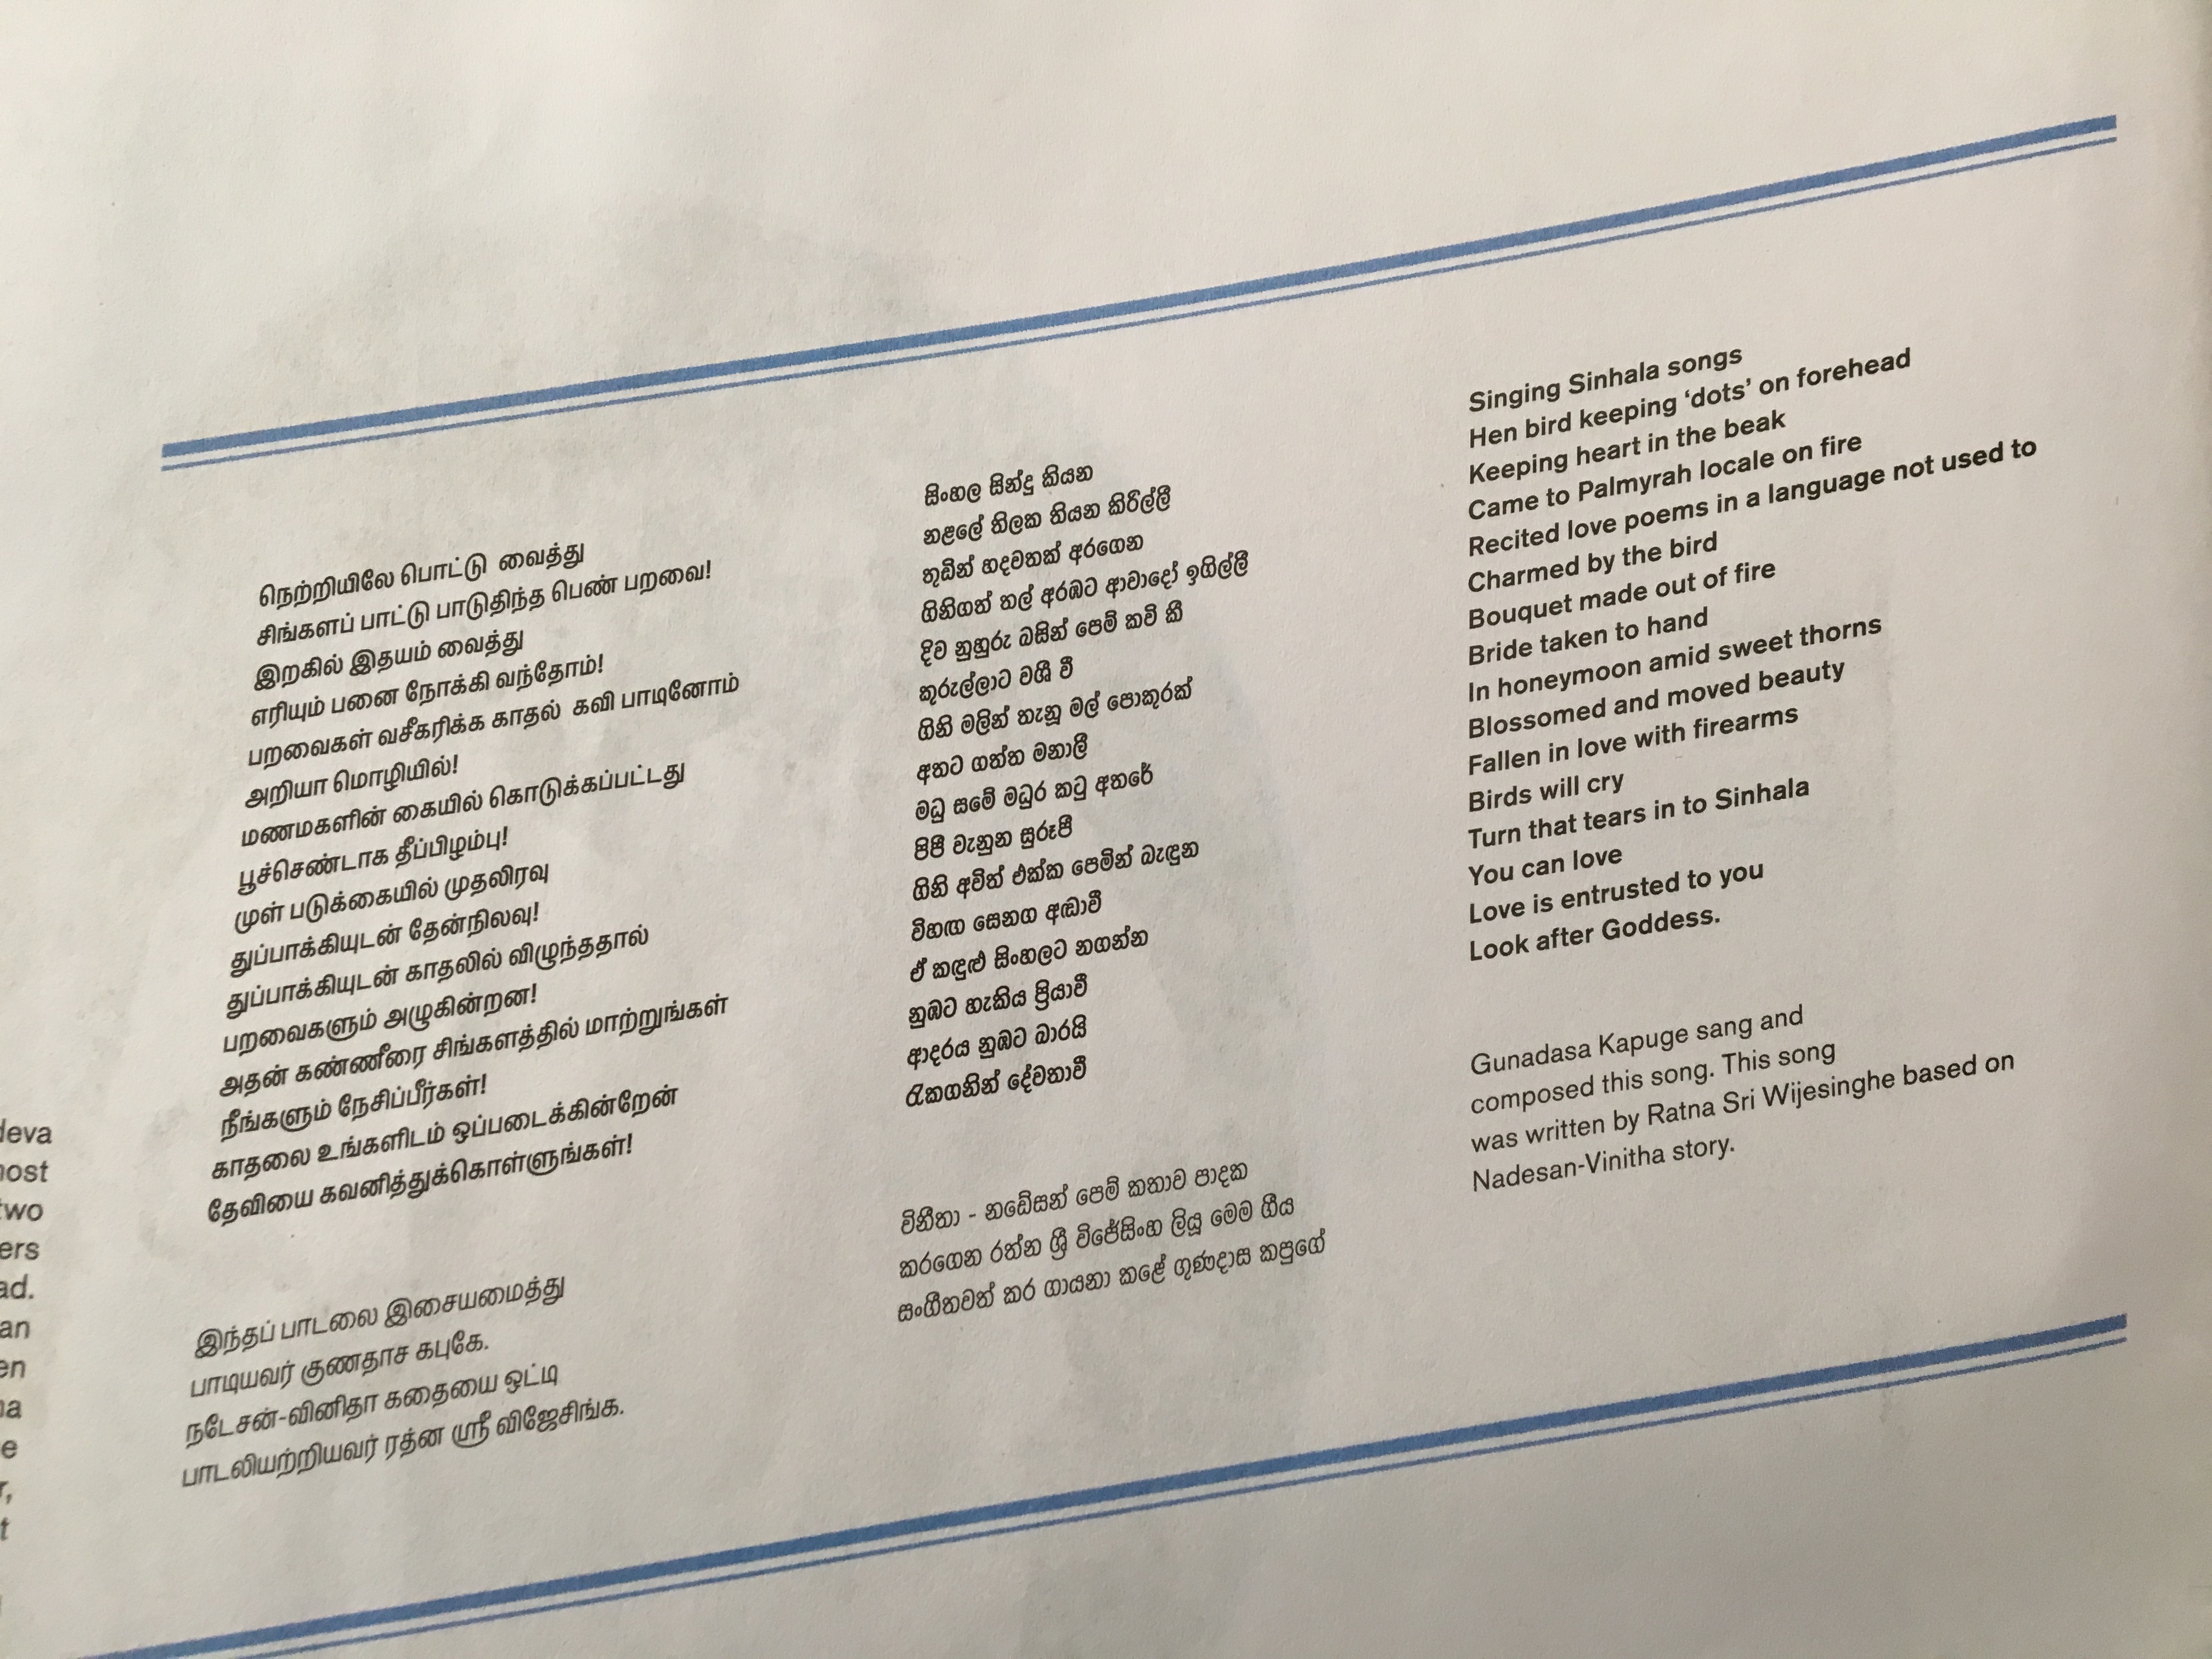 நெற்றியிலே பொட்டு வைத்து
சிங்களப் பாட்டு பாடுதிந்த பெண் பறவை!
இறகில் இதயம் வைத்து
எரியும் பனை நோக்கி வந்தோம்!
பறவைகள் வசீகரிக்க காதல் கவி பாடினோம்
அறியா மொழியில்!
மணமகளின் கையில் கொடுக்கப்பட்டது
பூச்செண்டாக தீப்பிழம்பு!
முள் படுக்கையில் முதலிரவு
துப்பாக்கியுடன் தேன்நிலவு!
துப்பாக்கியுடன் காதலில் விழுந்ததால்
பறவைகளும் அழுகின்றன!
அதன் கண்ணீரை சிங்களத்தில் மாற்றுங்கள்
நீங்களும் நேசிப்பீர்கள்!
காதலை உங்களிடம் ஒப்படைக்கின்றேன்
தேவியை கவனித்துக்கொள்ளுங்கள்!
இந்தப் பாடலை இசையமைத்து
பாடியவர் குணதாச கபுகே.
நடேசன்-வினிதா கதையை ஒட்டி
பாடலியற்றியவர் ரத்ன ஸ்ரீ விஜேசிங்க.
සිංහල සින්දු කියන
නළලේ තිලක තියන කිරිල්ලී
තුඩින් හදවතක් අරගෙන
ගිනිගත් තල් අරඹට ආවාදෝ ඉගිල්ලී
දිව නුහුරු බසින් පෙම් කවි කී
කුරුල්ලාට වශී වී
ගිනි මලින් තැනූ මල් පොකුරක්
අතට ගත්ත මනාලී
මධු සමේ මධුර කටු අතරේ
පිපී වැනුන සුරූපී
ගිනි අවිත් එක්ක පෙමින් බැඳුන
විහඟ සෙනග අඬාවී
ඒ කඳුළු සිංහලට නගන්න
නුඹට හැකිය ප්‍රියාවී
ආදරය නුඹට බාරයි
රැකගනින් දේවතාවී
විනීතා - නඩේසන් පෙම් කතාව පාදක
කරගෙන රත්න ශ්‍රී විජේසිංහ ලියූ මෙම ගීය
සංගීතවත් කර ගායනා කළේ ගුණදාස කපුගේ
Singing Sinhala songs
Hen bird keeping ‘dots’ on forehead
Keeping heart in the beak
Came to Palmyrah locale on fire
Recited love poems in a language not used to
Charmed by the bird
Bouquet made out of fire
Bride taken to hand
In honeymoon amid sweet thorns
Blossomed and moved beauty
Fallen in love with firearms
Birds will cry
Turn that tears in to Sinhala
You can love
Love is entrusted to you
Look after Goddess.
Gunadasa Kapuge sang and
composed this song. This song
was written by Ratna Sri Wijesinghe based on
Nadesan-Vinitha story.